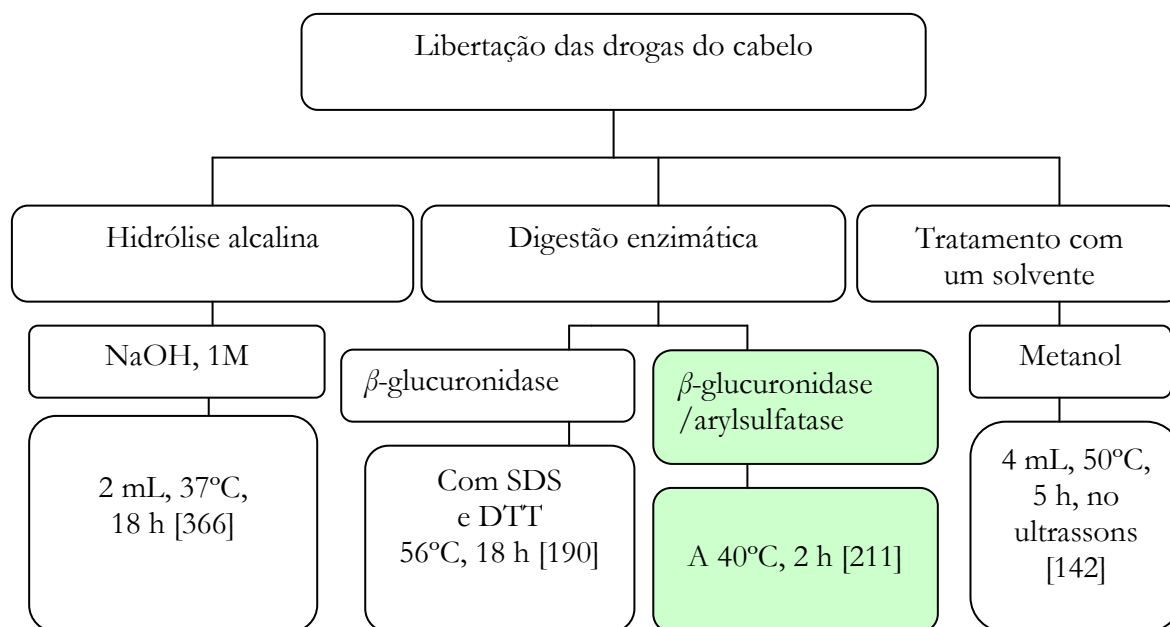 Libertação das drogas do cabelo
Hidrólise alcalina
Digestão enzimática
Tratamento com
um solvente
NaOH, 1M
β-glucuronidase
β-glucuronidase
/arylsulfatase
Metanol
2 mL, 37ºC,
18 h [366]
Com SDS
e DTT
56ºC, 18 h [190]
A 40ºC, 2 h [211]
4 mL, 50ºC,
5 h, no
ultrassons
[142]